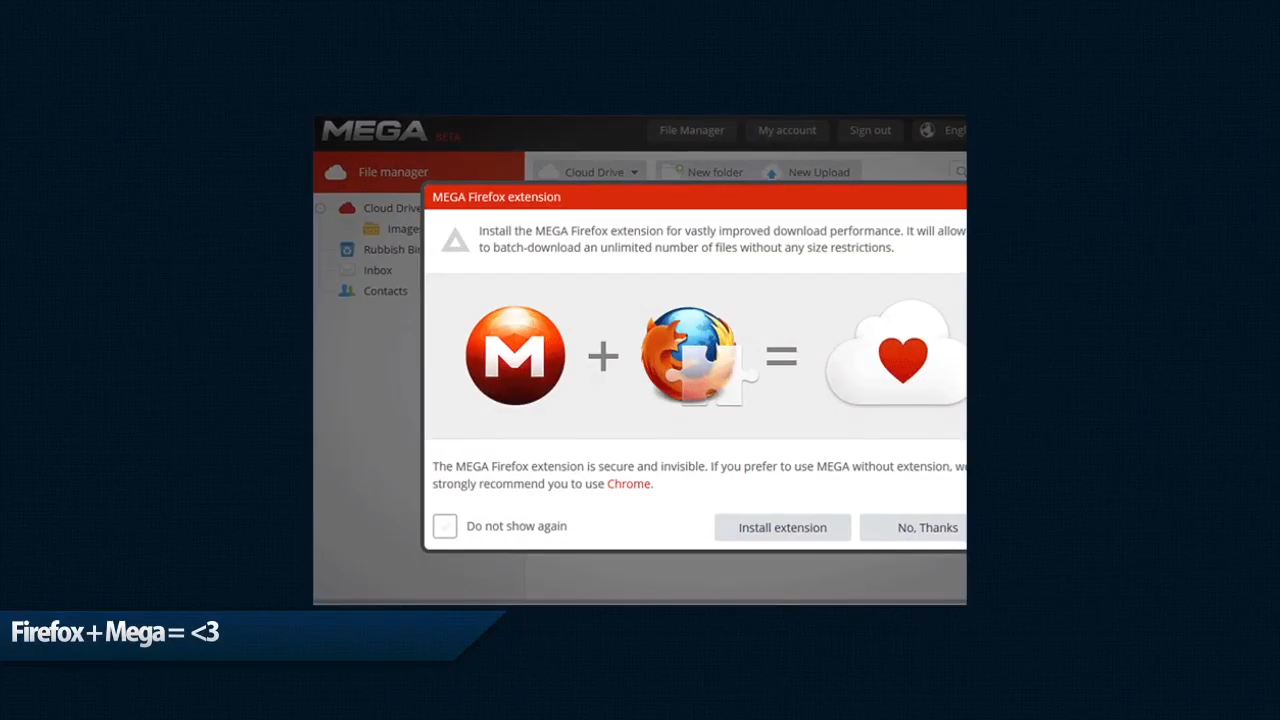 MEGA BETA
File Manager My account Sign out
File manager
Cloud Drive New folder New Upload
MEGA Firefox extension
Cloud Drive
Rubbish
Inbox
Contacts
Install the MEGA Firefox extension for vastly improved download performance. It will allow
to batch-download an unlimited number of files without any size restrictions.
M + =
The MEGA Firefox extension is secure and invisible. If you prefer to use MEGA without extension,
strongly recommend you to use Chrome.
Do not show again Install extension No, Thanks
Firefox + Mega = <3